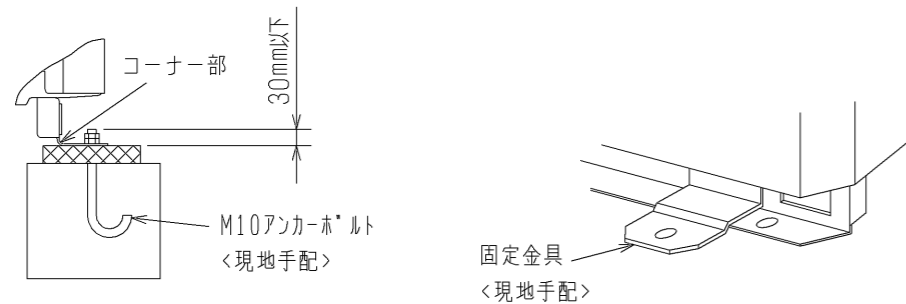 コーナー部
30mm以下
M10アンカーボルト
<現地手配>
固定金具
<現地手配>